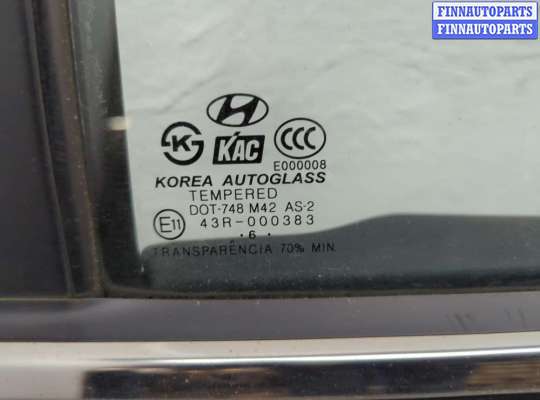 FINNAUTOPARTS
FINNAUTOPARTS
K KAC CCC
E000008
KOREA AUTOGLASS
TEMPERED
DOT-748 M42 AS-2
E11 43R-000383
·6·
TRANSPARÊNCIA 70% MIN.